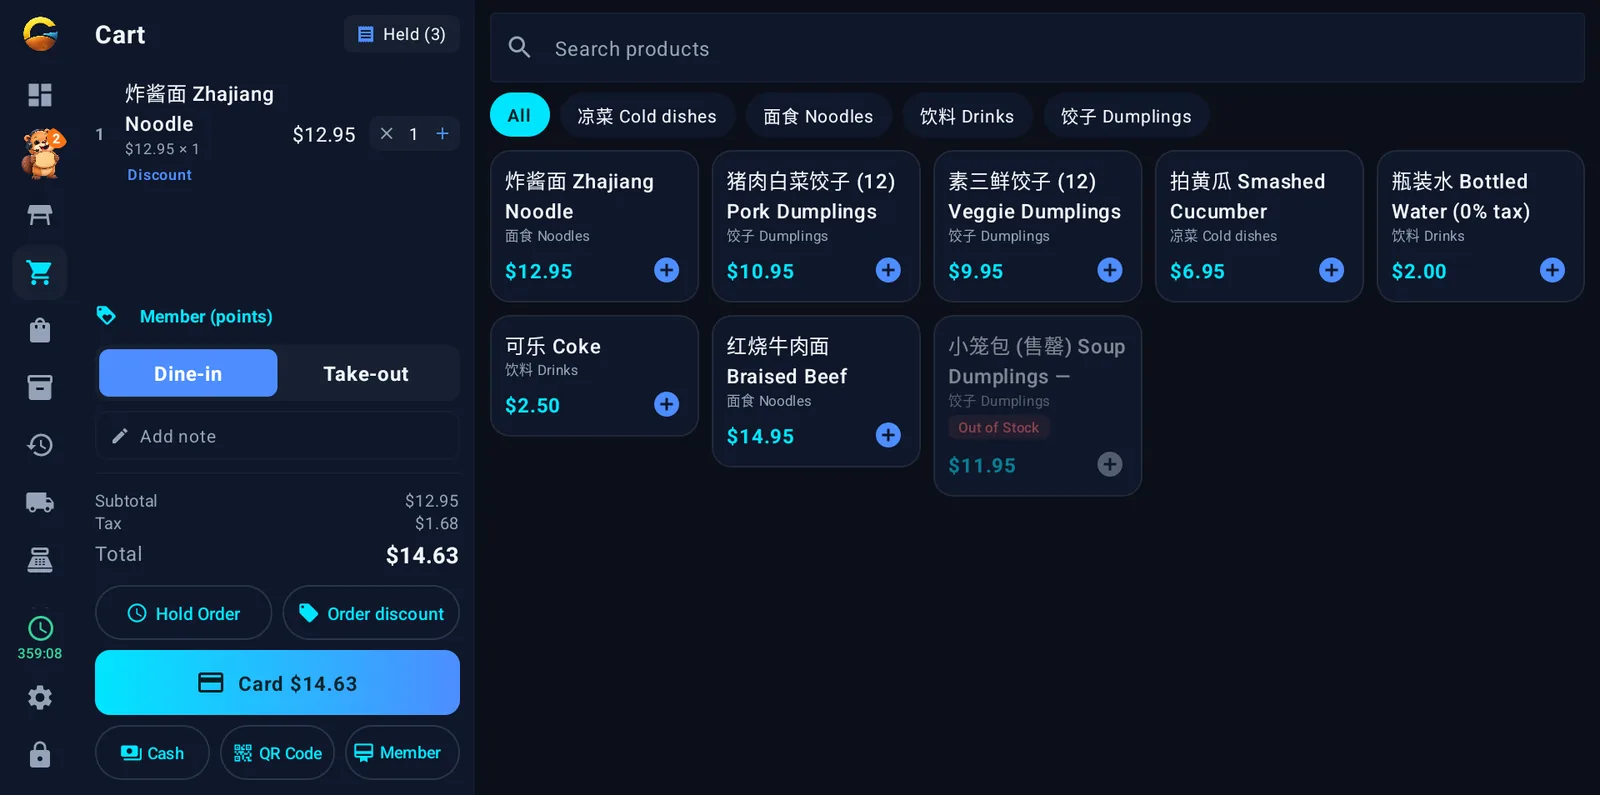 Cart
Held (3)
2
1
炸酱面 Zhajiang
Noodle
$12.95 × 1
Discount
$12.95
1
Member (points)
Dine-in
Take-out
Add note
Subtotal
$12.95
Tax
$1.68
Total
$14.63
Hold Order
Order discount
Card $14.63
Cash
QR Code
Member
359:08
Search products
All
凉菜 Cold dishes
面食 Noodles
饮料 Drinks
饺子 Dumplings
炸酱面 Zhajiang
Noodle
面食 Noodles
$12.95
猪肉白菜饺子 (12)
Pork Dumplings
饺子 Dumplings
$10.95
素三鲜饺子 (12)
Veggie Dumplings
饺子 Dumplings
$9.95
拍黄瓜 Smashed
Cucumber
凉菜 Cold dishes
$6.95
瓶装水 Bottled
Water (0% tax)
饮料 Drinks
$2.00
可乐 Coke
饮料 Drinks
$2.50
红烧牛肉面
Braised Beef
面食 Noodles
$14.95
小笼包 (售罄) Soup
Dumplings —
饺子 Dumplings
Out of Stock
$11.95